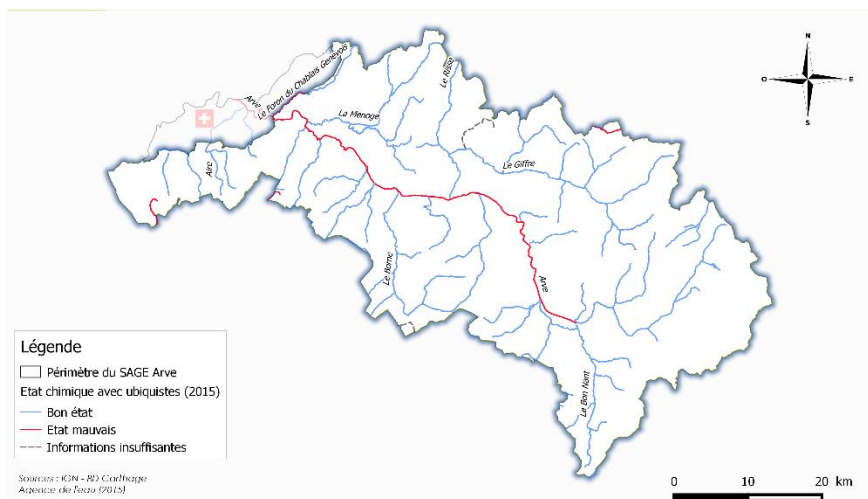 N
O
E
S
Le Foron du Chablais Genevois
Arve
La Menoge
Le Risse
Le Giffre
Aire
Le Borne
Arve
Le Bon Nant
Légende
Périmètre du SAGE Arve
Etat chimique avec ubiquistes (2015)
Bon état
Etat mauvais
Informations insuffisantes
Sources : IGN - BD Carthage
Agence de l'eau (2015)
0 10 20 km